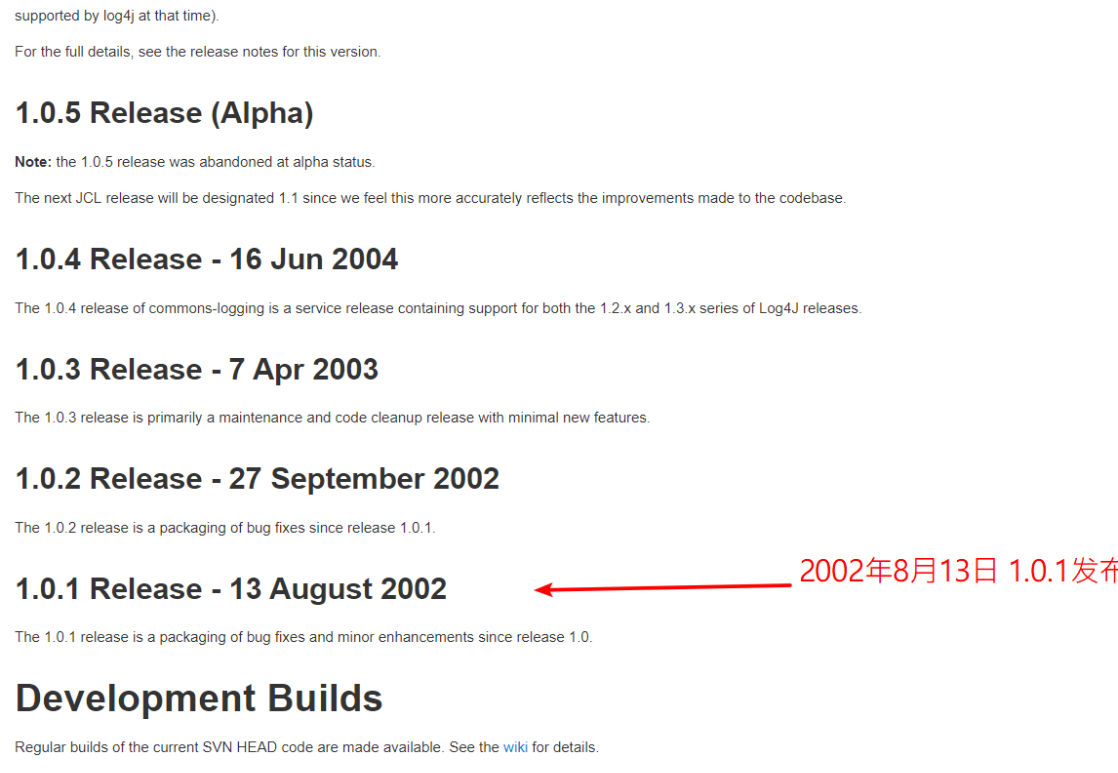 supported by log4j at that time).
For the full details, see the release notes for this version.
1.0.5 Release (Alpha)
Note: the 1.0.5 release was abandoned at alpha status.
The next JCL release will be designated 1.1 since we feel this more accurately reflects the improvements made to the codebase.
1.0.4 Release - 16 Jun 2004
The 1.0.4 release of commons-logging is a service release containing support for both the 1.2.x and 1.3.x series of Log4J releases.
1.0.3 Release - 7 Apr 2003
The 1.0.3 release is primarily a maintenance and code cleanup release with minimal new features.
1.0.2 Release - 27 September 2002
The 1.0.2 release is a packaging of bug fixes since release 1.0.1.
2002年8月13日 1.0.1发布
1.0.1 Release - 13 August 2002
The 1.0.1 release is a packaging of bug fixes and minor enhancements since release 1.0.
Development Builds
Regular builds of the current SVN HEAD code are made available. See the wiki for details.